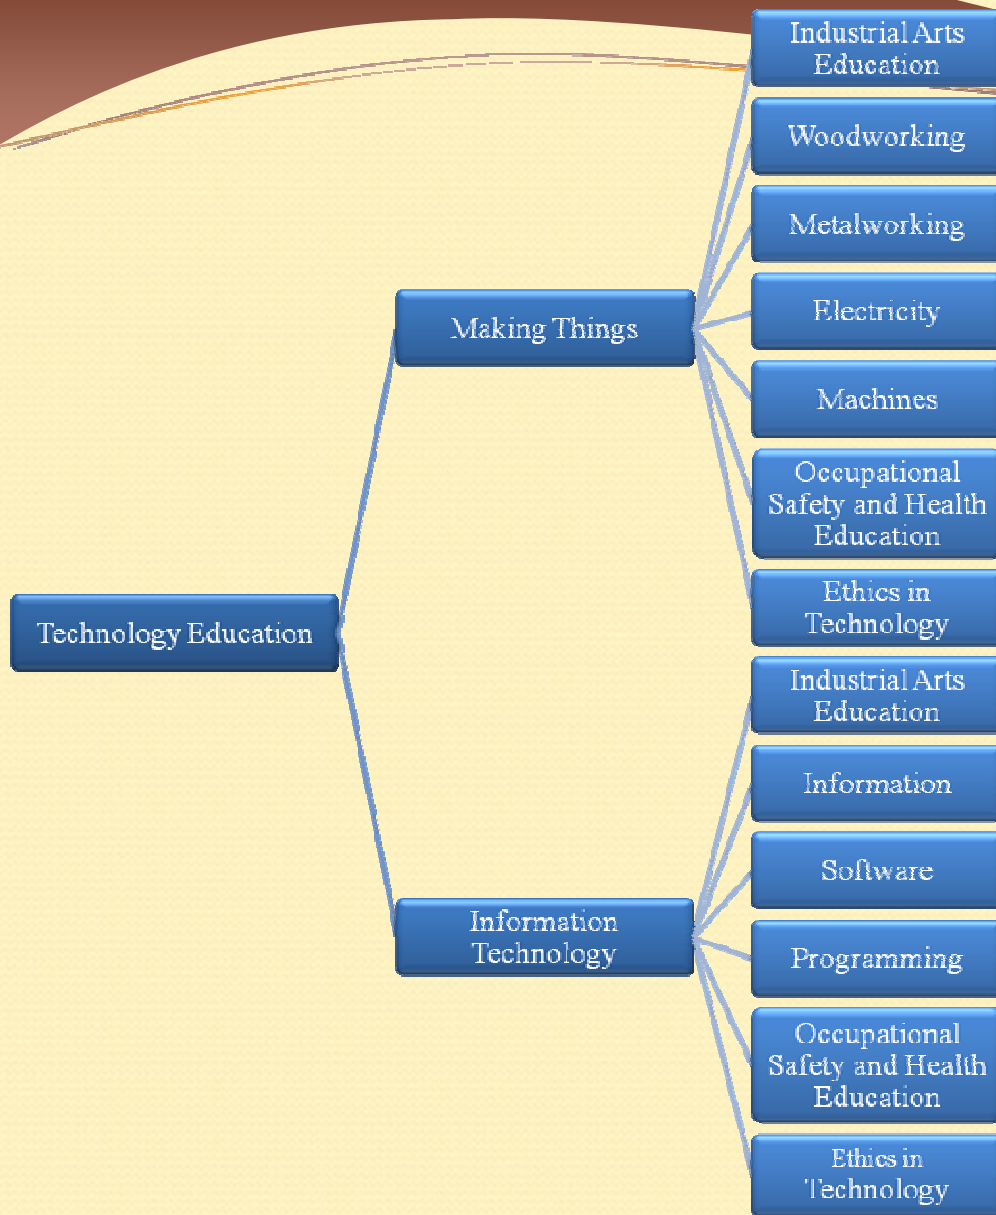 Industrial Arts
Education
Woodworking
Metalworking
Electricity
Making Things
Machines
Occupational
Safety and Health
Education
Ethics in
Technology
Technology Education
Industrial Arts
Education
Information
Software
Information
Technology
Programming
Occupational
Safety and Health
Education
Ethics in
Technology